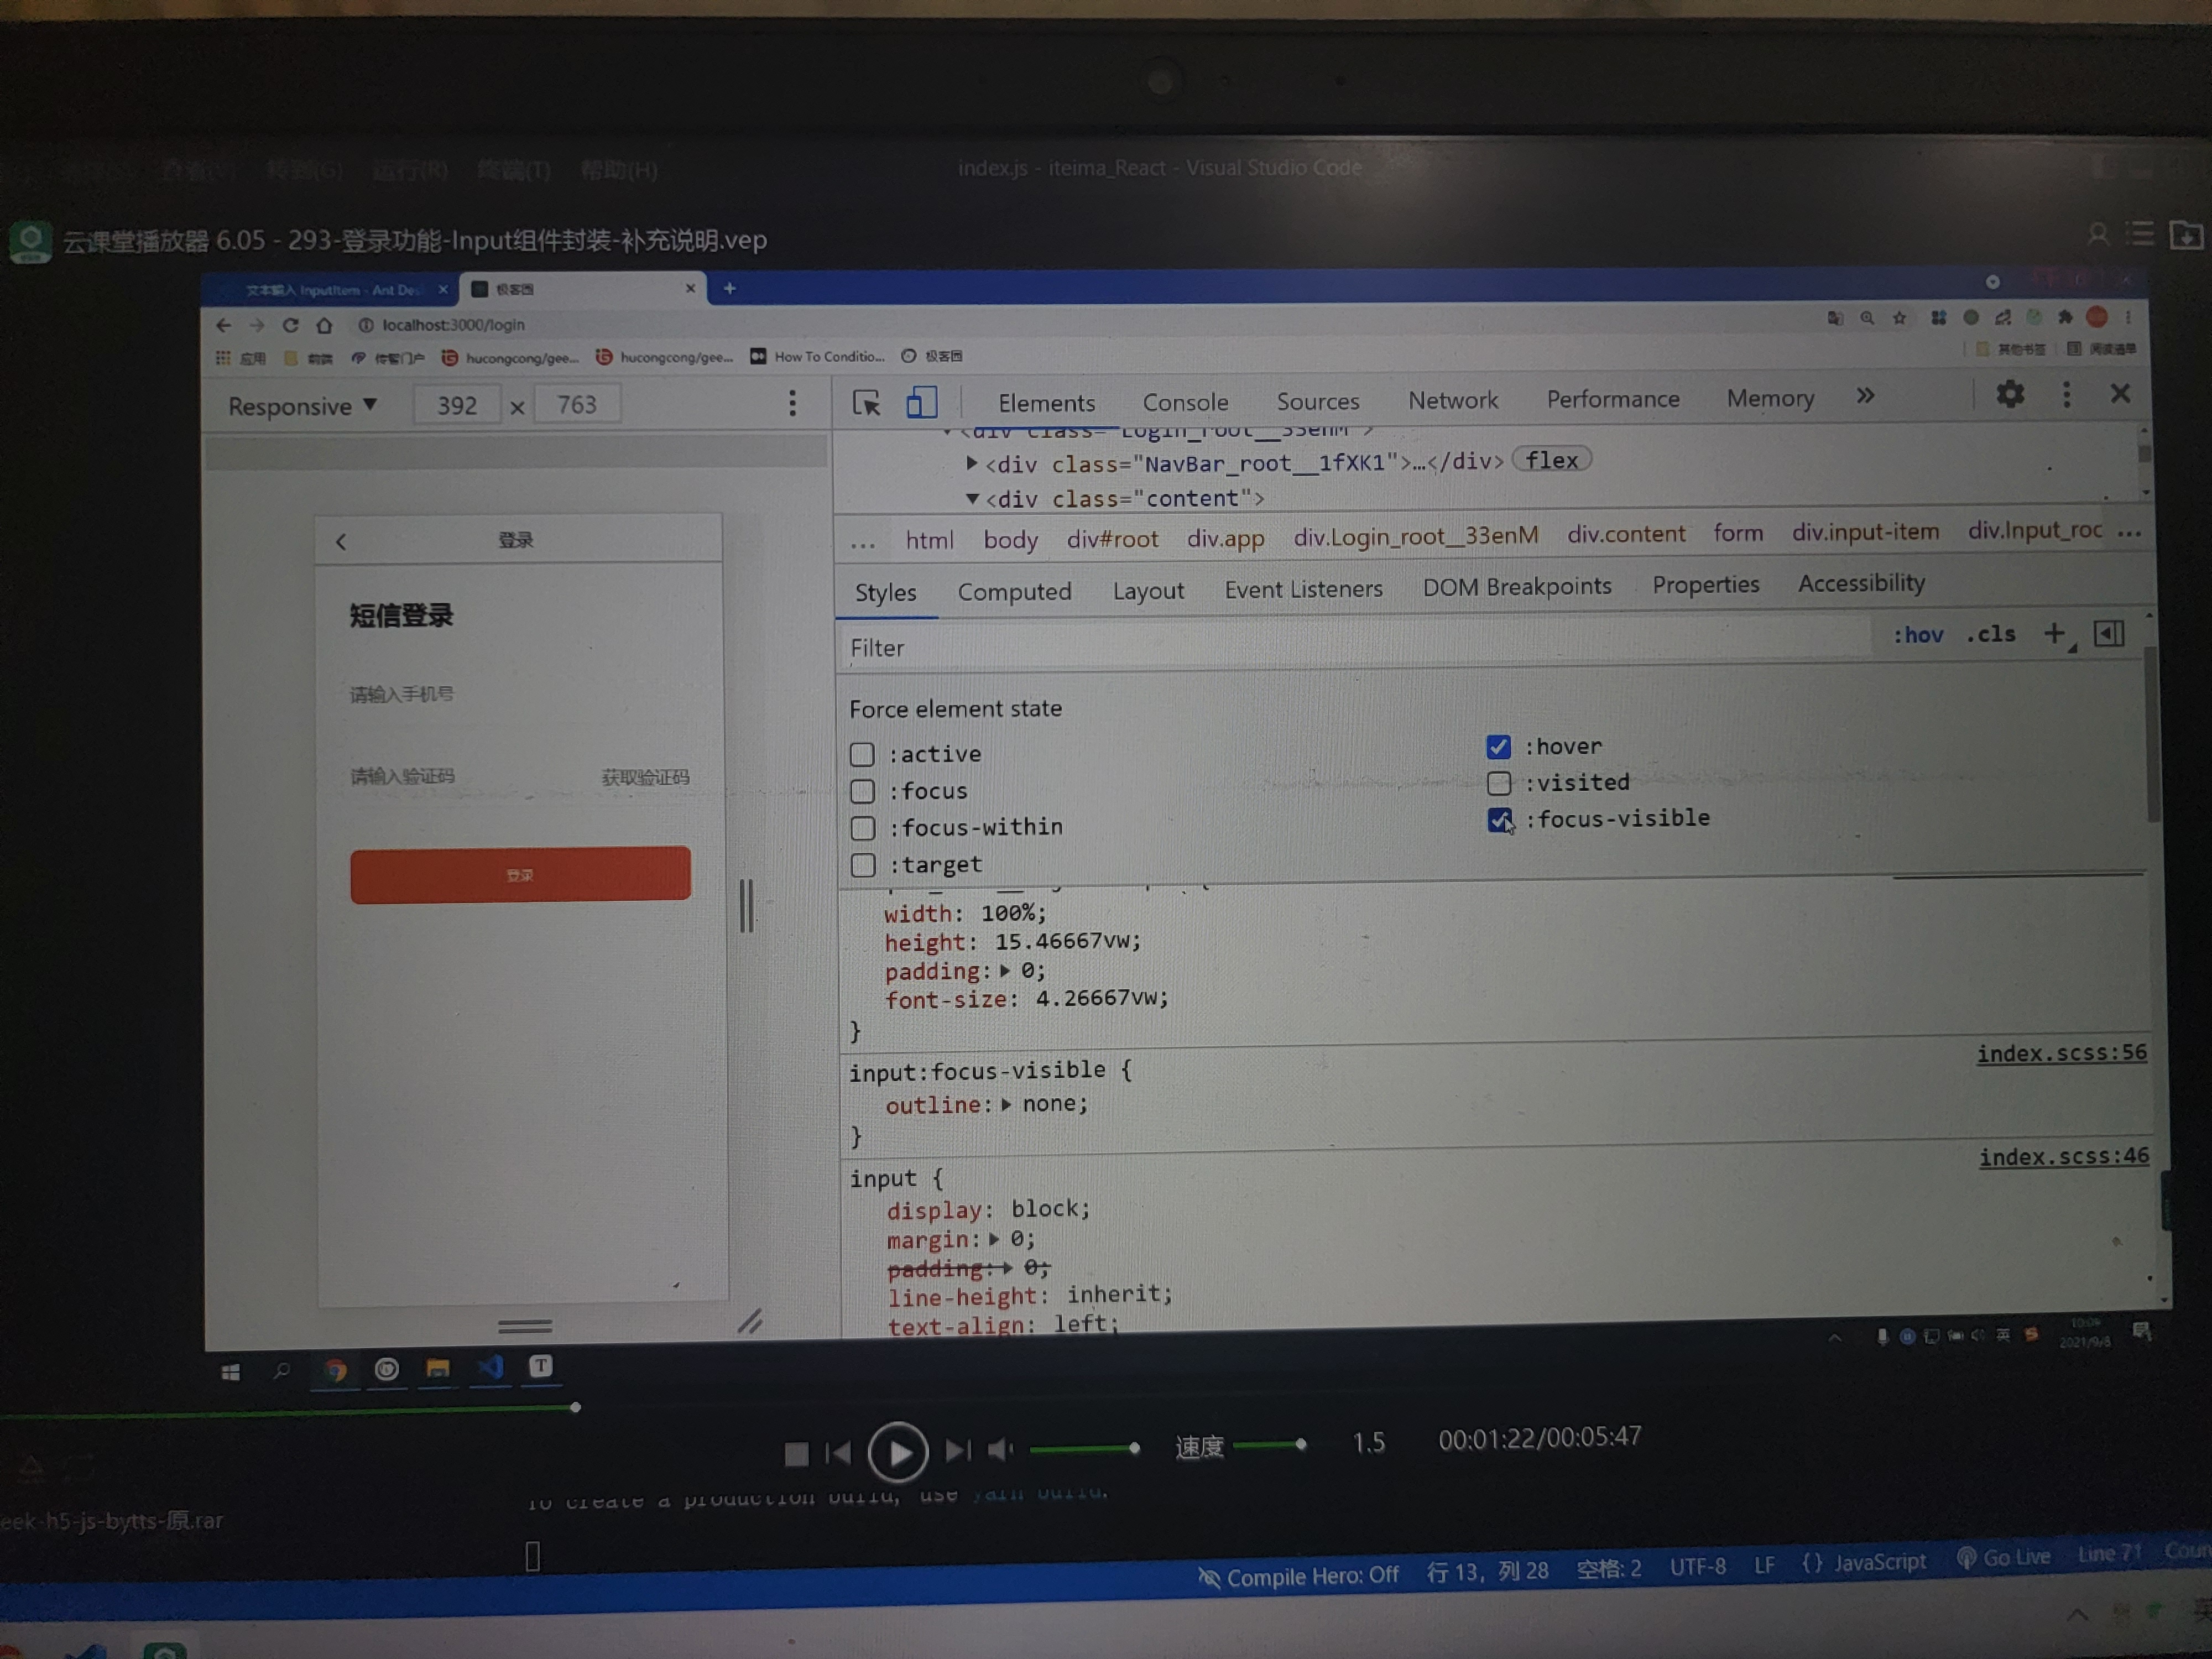 转到(G) 运行(R) 终端(T) 帮助(H)
index.js - iteima_React - Visual Studio Code
云课堂播放器 6.05 - 293-登录功能-Input组件封装-补充说明.vep
文本输入 InputItem - Ant Des
极客园
localhost:3000/login
应用 前端 传智门户 hucongcong/gee... hucongcong/gee... How To Conditio... 极客园
其他书签 阅读清单
Responsive ▼ 392 × 763
Elements Console Sources Network Performance Memory »
<div class="Login_root__33enM">
▶<div class="NavBar_root__1fXK1">…</div> flex
▼<div class="content">
... html body div#root div.app div.Login_root__33enM div.content form div.input-item div.Input_roc ...
Styles Computed Layout Event Listeners DOM Breakpoints Properties Accessibility
Filter
:hov .cls +
Force element state
:active
:hover
:focus
:visited
:focus-within
:focus-visible
:target
width: 100%;
height: 15.46667vw;
padding:▶ 0;
font-size: 4.26667vw;
}
index.scss:56
input:focus-visible {
outline:▶ none;
}
index.scss:46
input {
display: block;
margin:▶ 0;
padding:▶ 0;
line-height: inherit;
text-align: left;
登录
短信登录
请输入手机号
请输入验证码 获取验证码
登录
英
2021/9/8
速度 1.5 00:01:22/00:05:47
To create a production build, use yarn build.
eek-h5-js-bytts-原.rar
Compile Hero: Off 行 13，列 28 空格: 2 UTF-8 LF {} JavaScript Go Live Line 71 Coun
英